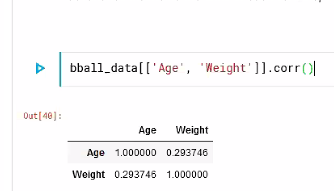 bball_data[['Age', 'Weight']].corr()
Out[40]:
Age Weight
Age 1.000000 0.293746
Weight 0.293746 1.000000